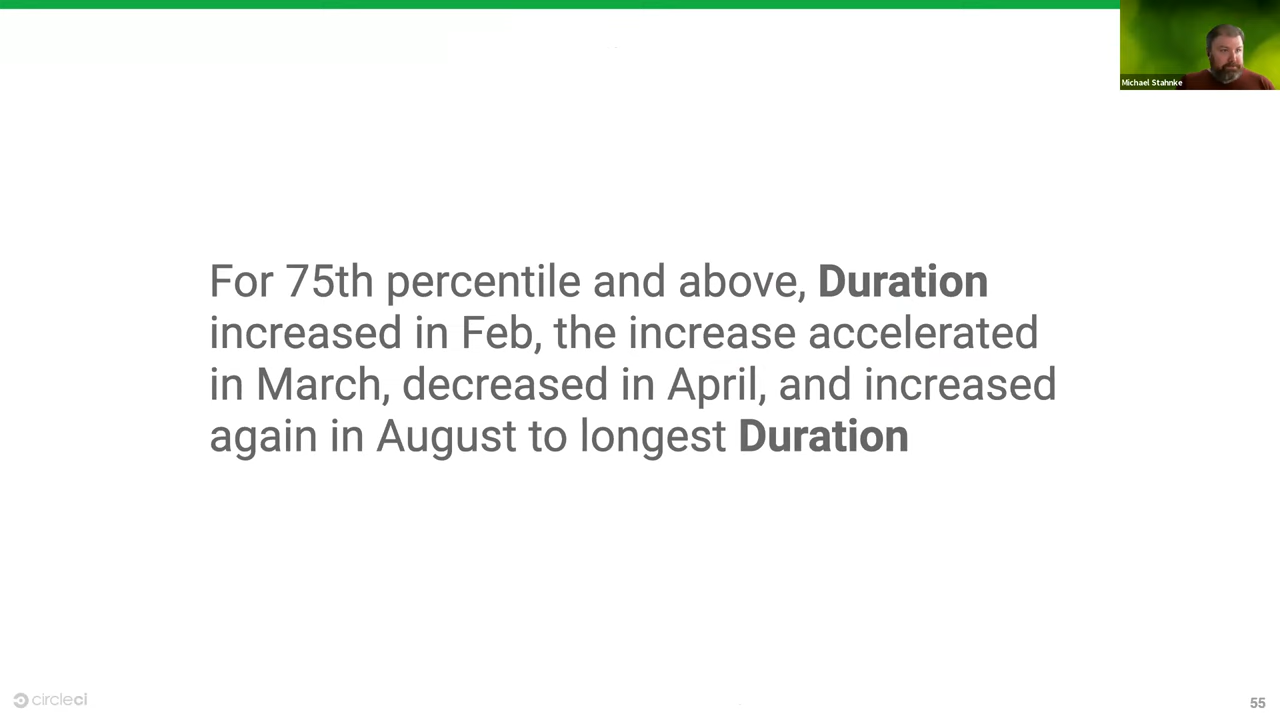 Michael Stahnke
For 75th percentile and above, Duration
increased in Feb, the increase accelerated
in March, decreased in April, and increased
again in August to longest Duration
circleci
55